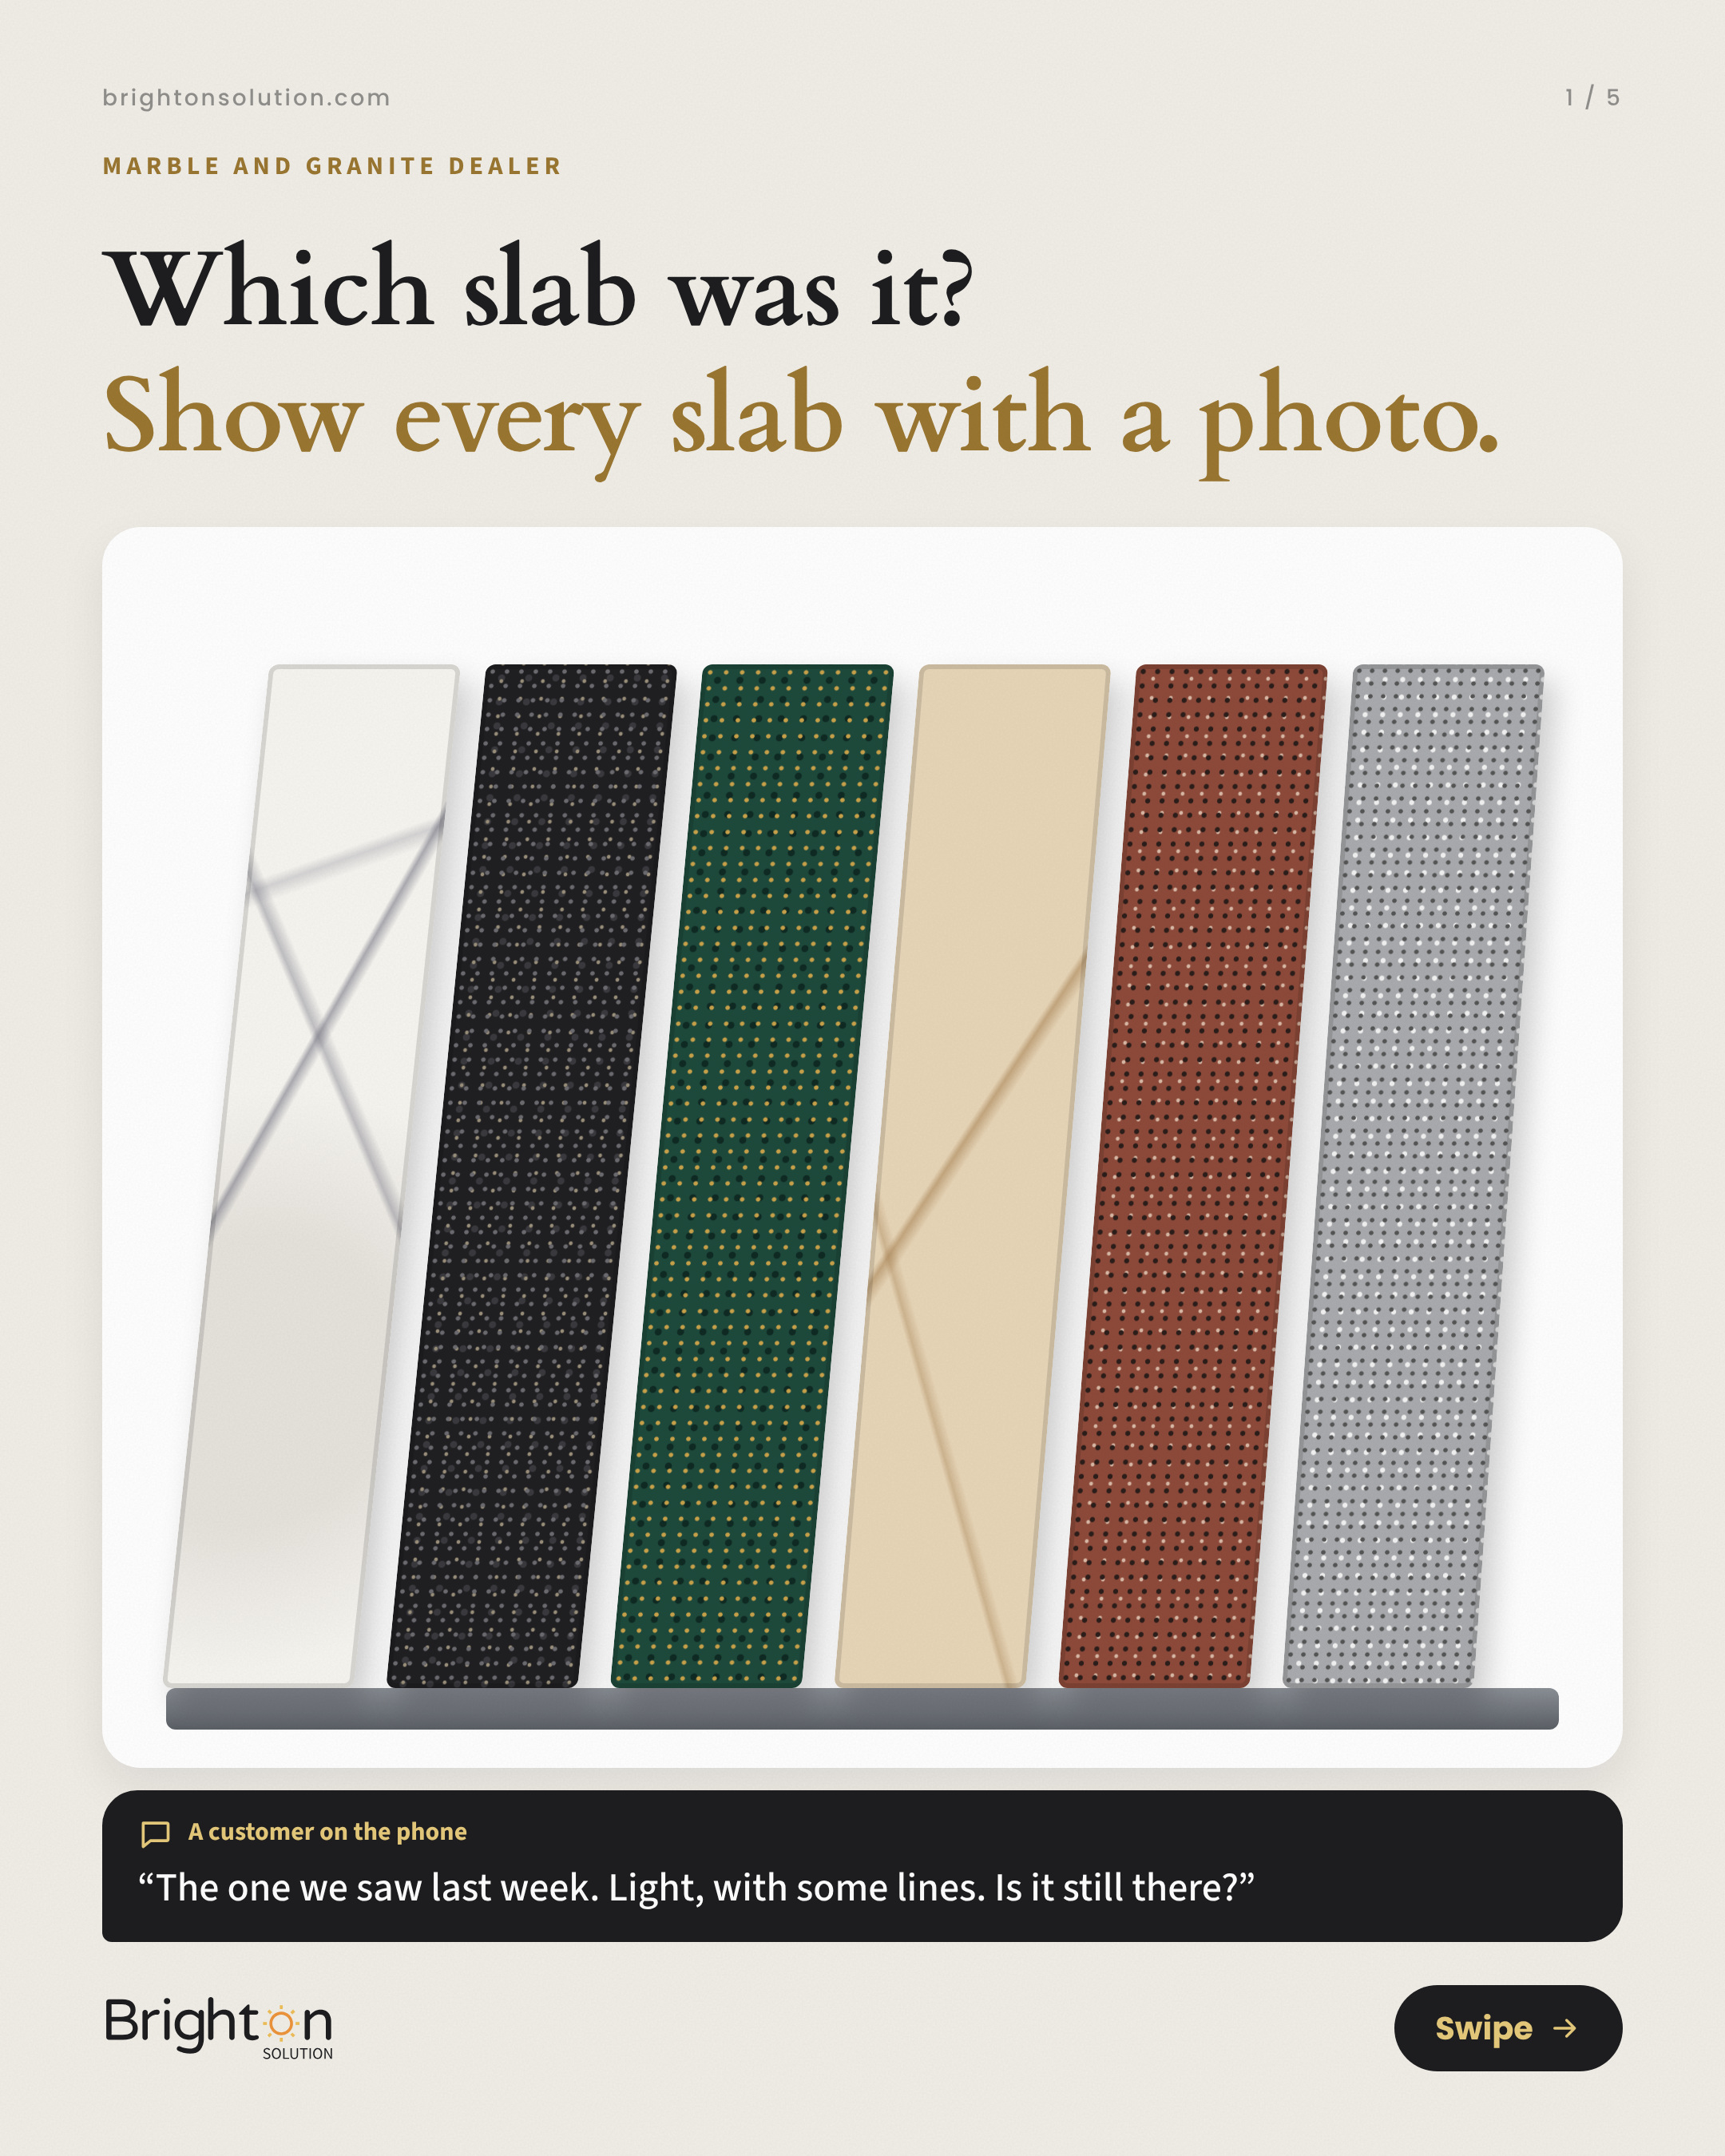 brightonsolution.com
1 / 5
MARBLE AND GRANITE DEALER
Which slab was it?
Show every slab with a photo.
A customer on the phone
“The one we saw last week. Light, with some lines. Is it still there?”
Brighton
SOLUTION
Swipe →